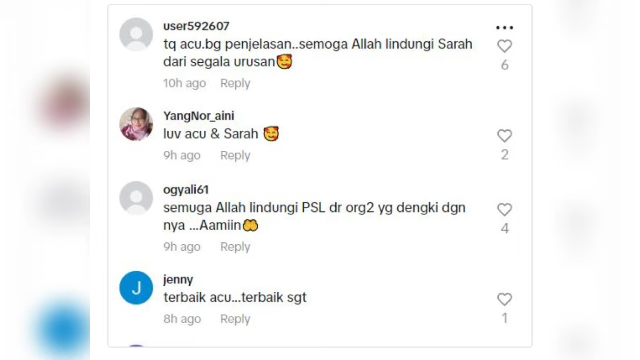 user592607
tq acu.bg penjelasan..semoga Allah lindungi Sarah
dari segala urusan🥰
6
10h ago Reply
YangNor_aini
luv acu & Sarah 🥰
2
9h ago Reply
ogyali61
semuga Allah lindungi PSL dr org2 yg dengki dgn
nya ...Aamiin🤲
4
9h ago Reply
J
jenny
terbaik acu...terbaik sgt
1
8h ago Reply